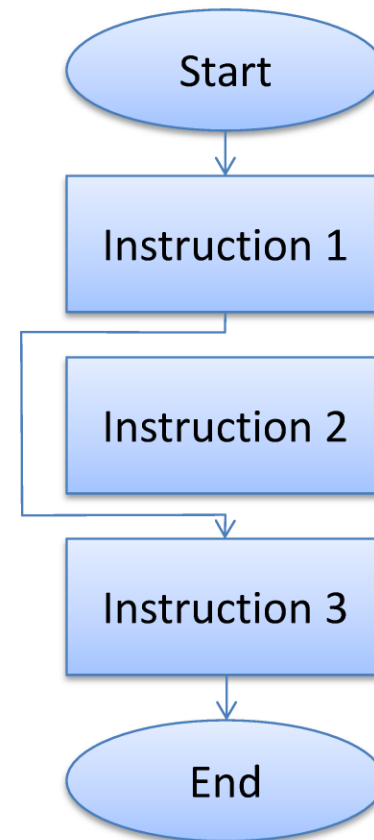 Start
Instruction 1
Instruction 2
Instruction 3
End